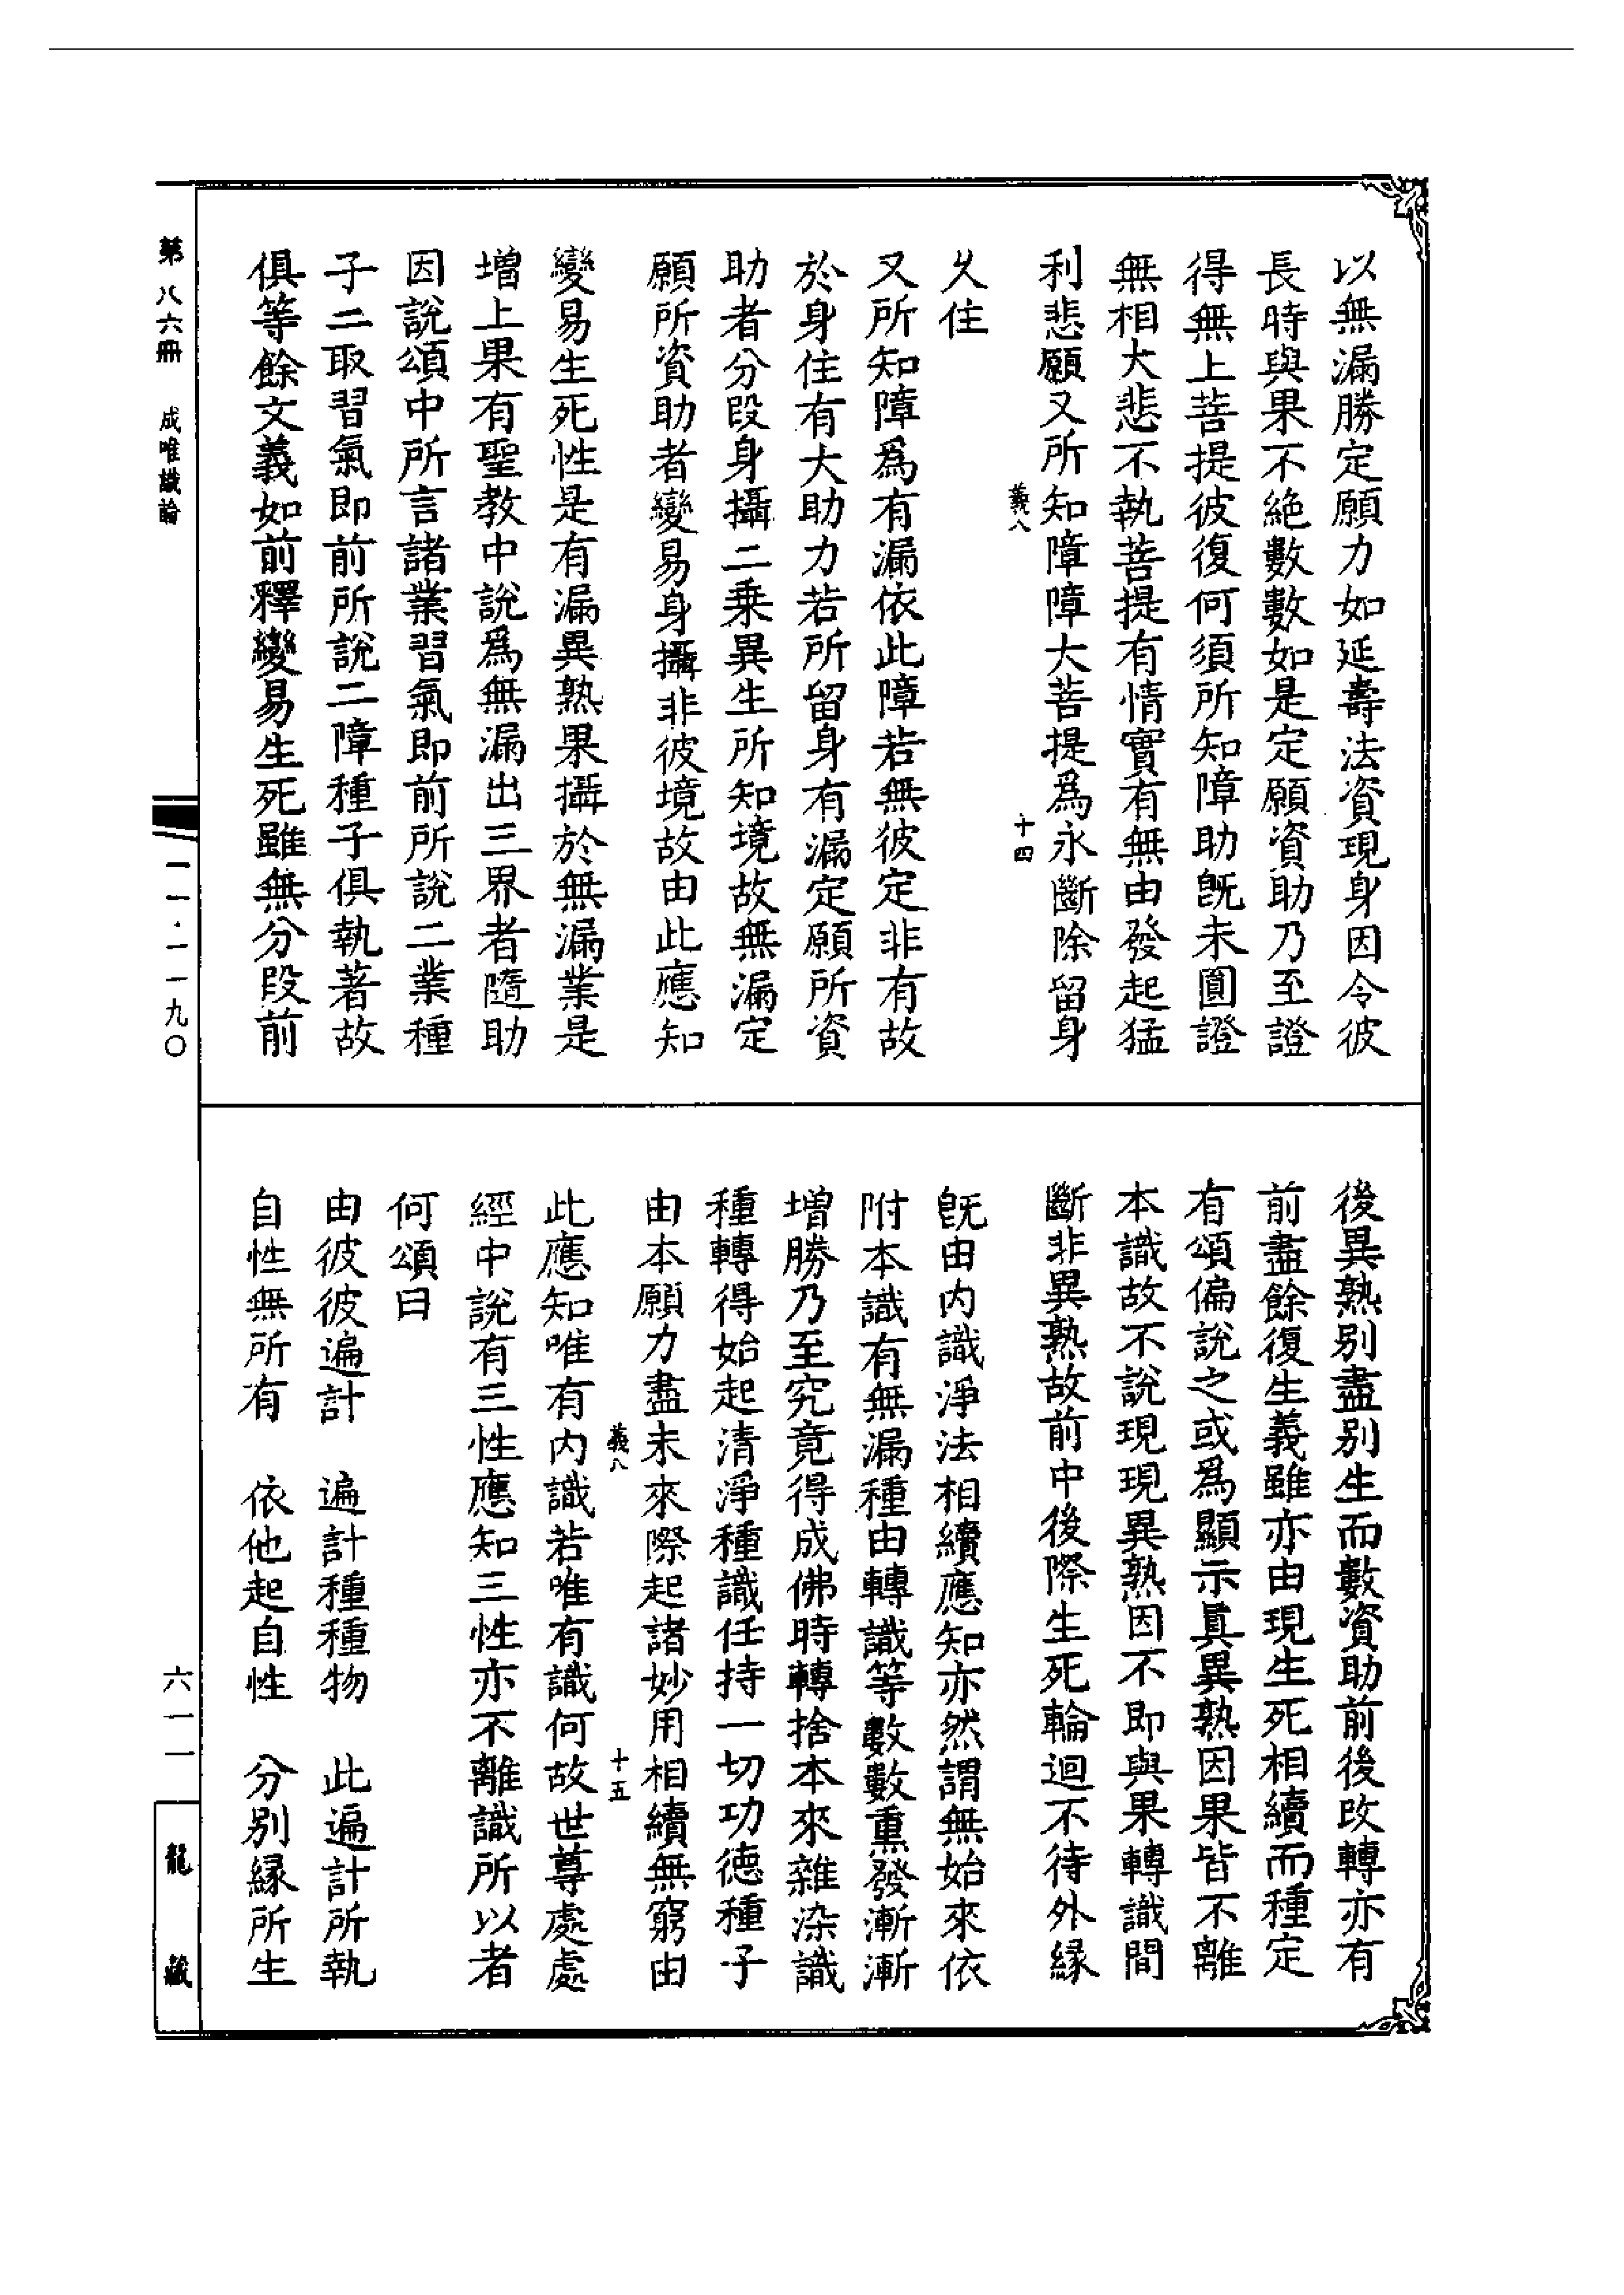 以無漏勝定願力如延壽法資現身因令彼
長時與果不絶數數如是定願資助乃至證
得無上菩提彼復何須所知障助旣未圓證
無相大悲不執菩提有情實有無由發起猛
利悲願又所知障障大菩提爲永斷除留身
義八
十四
久住
又所知障爲有漏依此障若無彼定非有故
於身住有大助力若所留身有漏定願所資
助者分段身攝二乗異生所知境故無漏定
願所資助者變易身攝非彼境故由此應知
變易生死性是有漏異熟果攝於無漏業是
增上果有聖教中說爲無漏出三界者隨助
因說頌中所言諸業習氣即前所說二業種
子二取習氣即前所說二障種子俱執著故
俱等餘文義如前釋變易生死雖無分段前
後異熟別盡別生而數資助前後改轉亦有
前盡餘復生義雖亦由現生死相續而種定
有頌偏說之或爲顯示眞異熟因果皆不離
本識故不說現現異熟因不即與果轉識間
斷非異熟故前中後際生死輪迴不待外緣
旣由內識淨法相續應知亦然謂無始來依
附本識有無漏種由轉識等數數熏發漸漸
增勝乃至究竟得成佛時轉捨本來雜染識
種轉得始起清淨種識任持一切功德種子
由本願力盡未來際起諸妙用相續無窮由
義八
十五
此應知唯有內識若唯有識何故世尊處處
經中說有三性應知三性亦不離識所以者
何頌曰
由彼彼遍計　遍計種種物　此遍計所執
自性無所有　依他起自性　分別緣所生
第八六冊　成唯識論
一一·一一九〇
六一一
龍藏